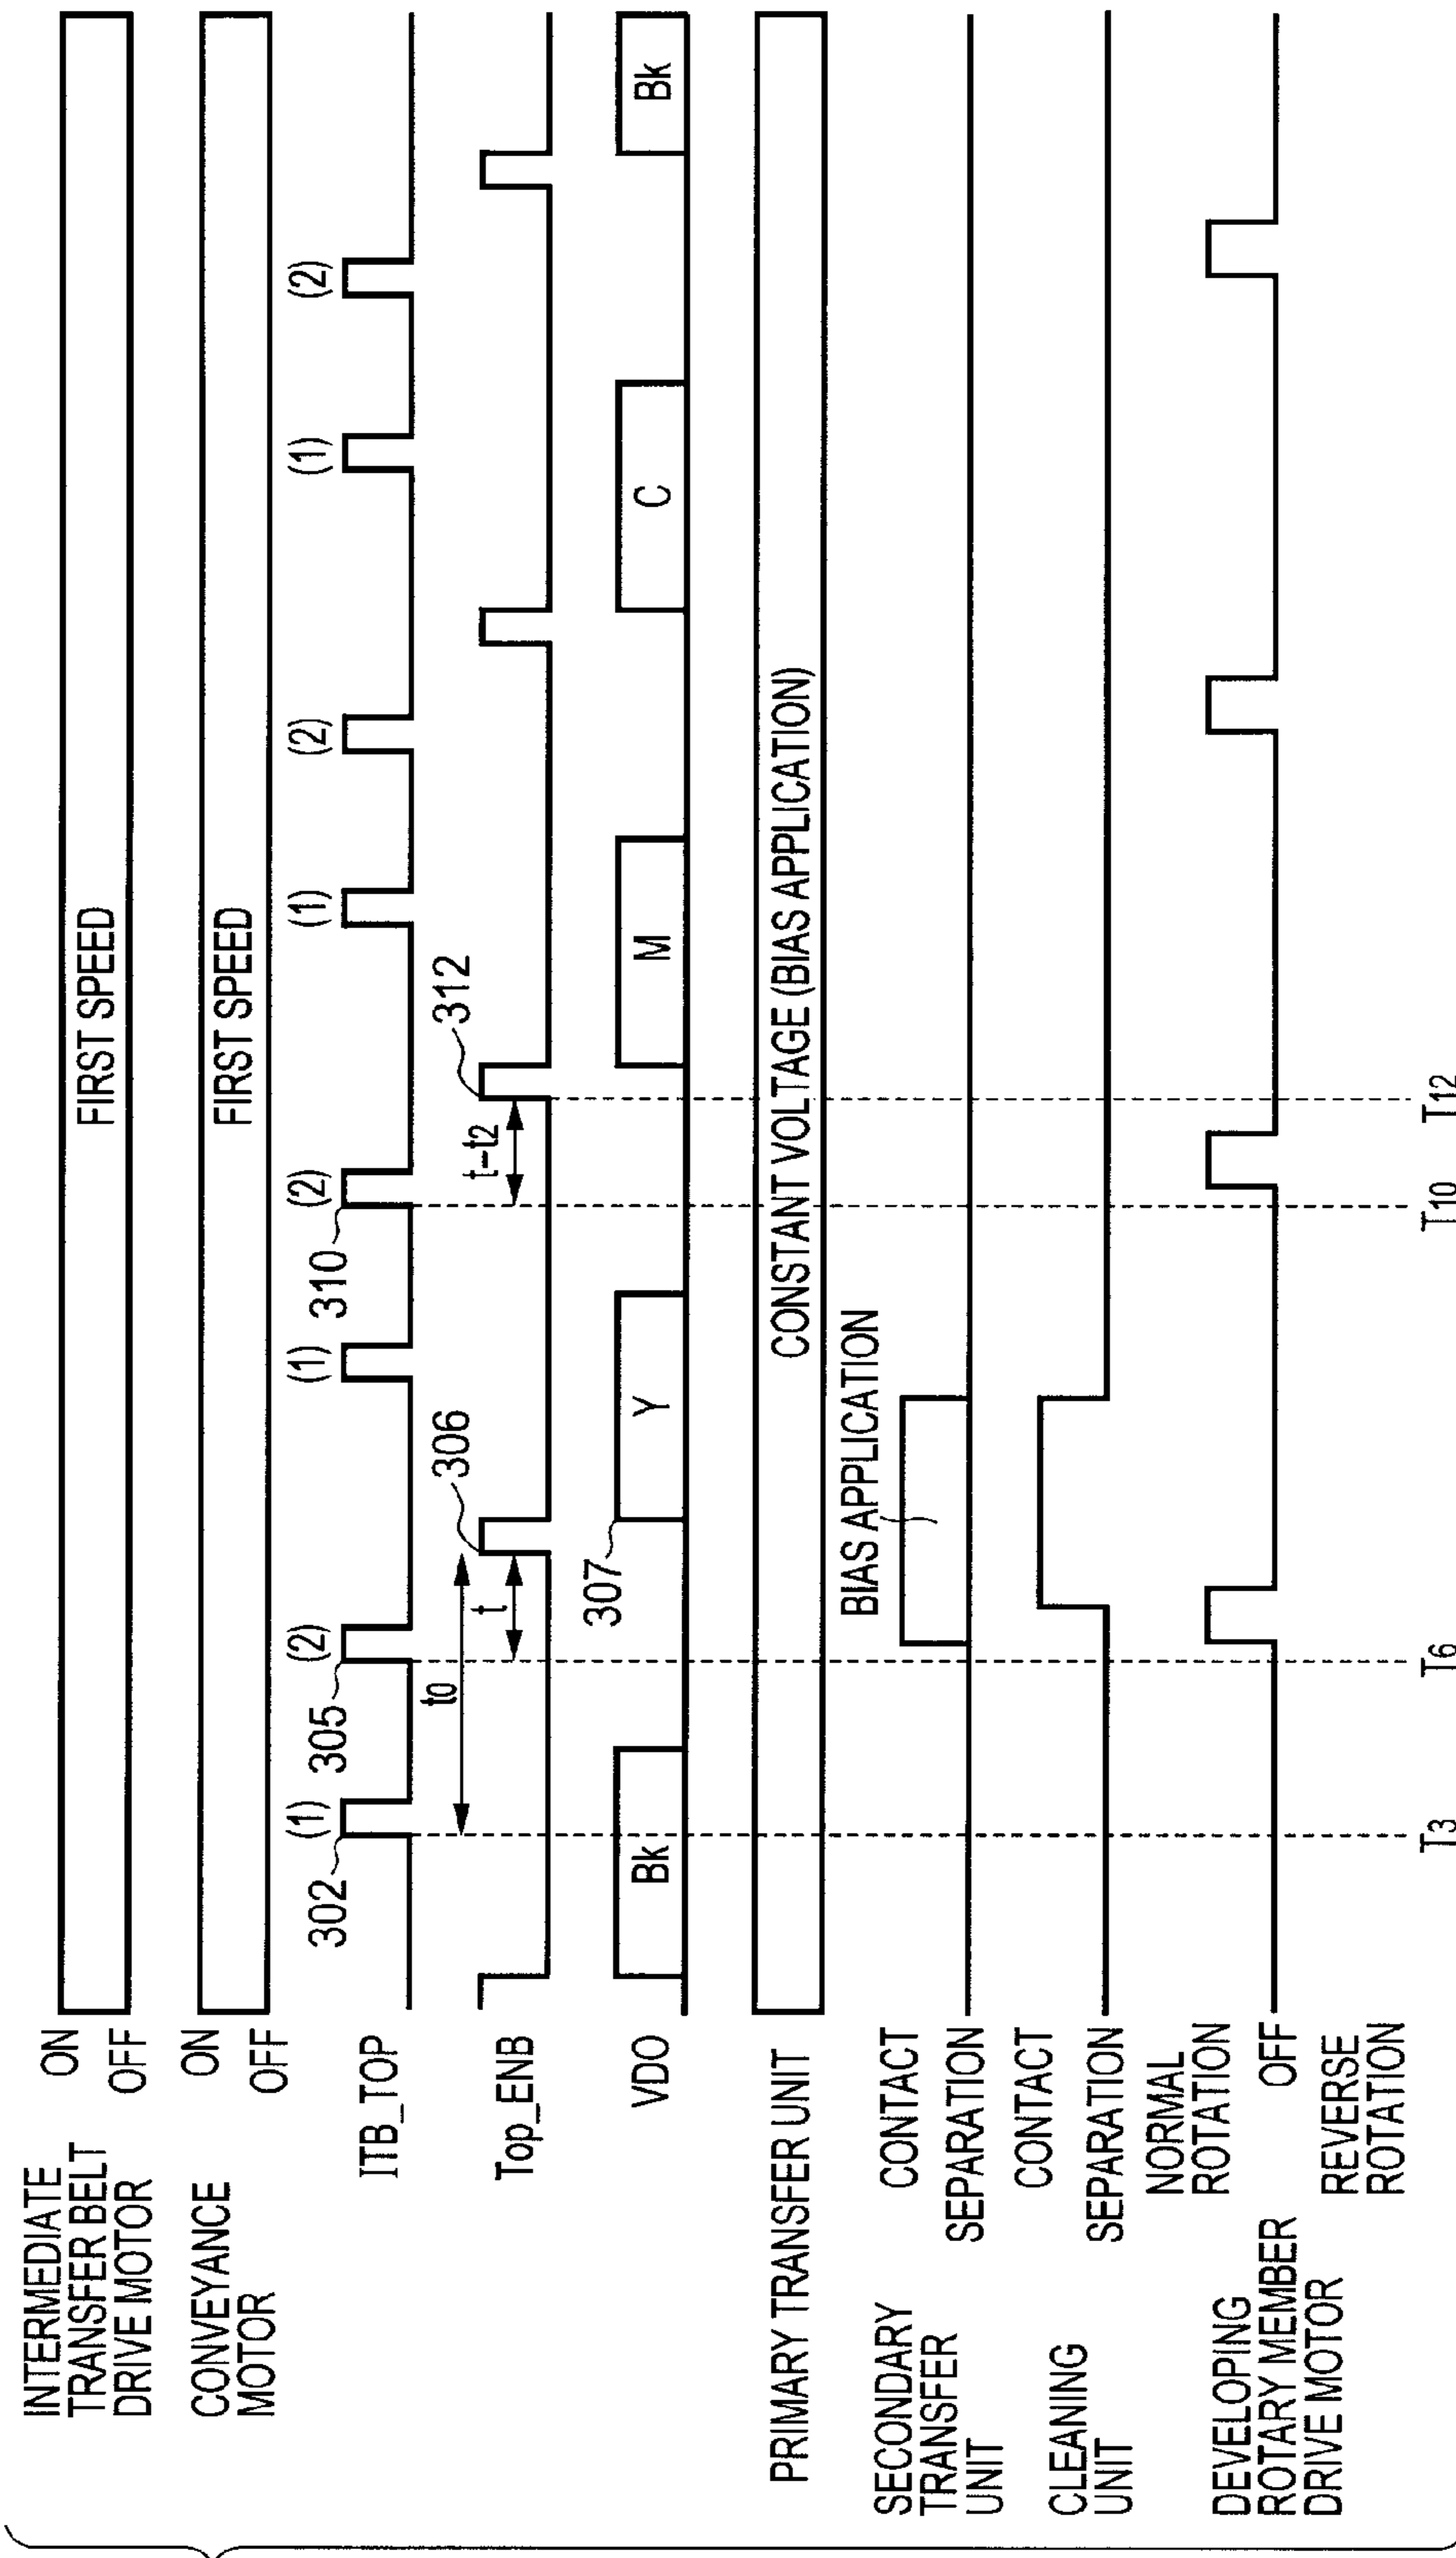 INTERMEDIATE
TRANSFER BELT
DRIVE MOTOR
ON
OFF
FIRST SPEED
CONVEYANCE
MOTOR
ON
OFF
FIRST SPEED
ITB_TOP
302
(1)
305
(2)
(1)
310
(2)
(1)
(2)
(1)
(2)
Top_ENB
t0
t
306
t-t2
312
VDO
Bk
307
Y
M
C
Bk
PRIMARY TRANSFER UNIT
CONSTANT VOLTAGE (BIAS APPLICATION)
SECONDARY
TRANSFER
UNIT
CONTACT
SEPARATION
BIAS APPLICATION
CLEANING
UNIT
CONTACT
SEPARATION
DEVELOPING
ROTARY MEMBER
DRIVE MOTOR
NORMAL
ROTATION
OFF
REVERSE
ROTATION
T3
T6
T10
T12